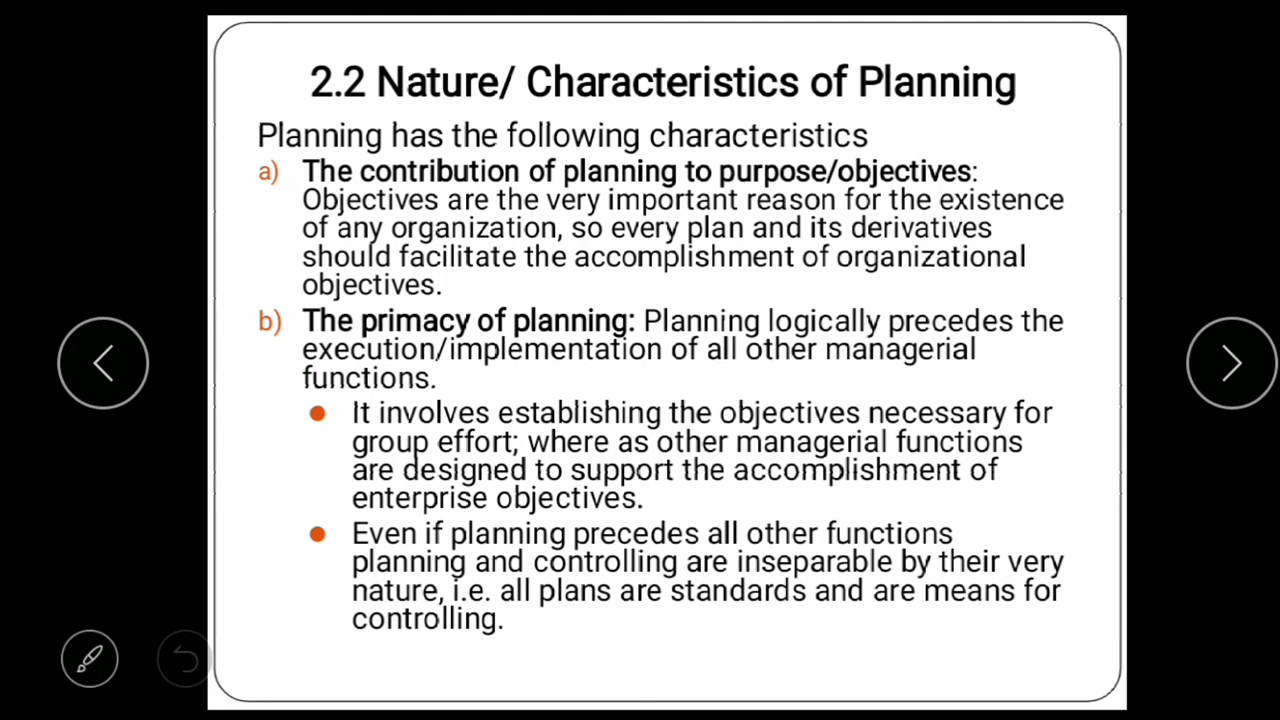 2.2 Nature/ Characteristics of Planning
Planning has the following characteristics
a) The contribution of planning to purpose/objectives:
Objectives are the very important reason for the existence
of any organization, so every plan and its derivatives
should facilitate the accomplishment of organizational
objectives.
b) The primacy of planning: Planning logically precedes the
execution/implementation of all other managerial
functions.
● It involves establishing the objectives necessary for
group effort; where as other managerial functions
are designed to support the accomplishment of
enterprise objectives.
● Even if planning precedes all other functions
planning and controlling are inseparable by their very
nature, i.e. all plans are standards and are means for
controlling.